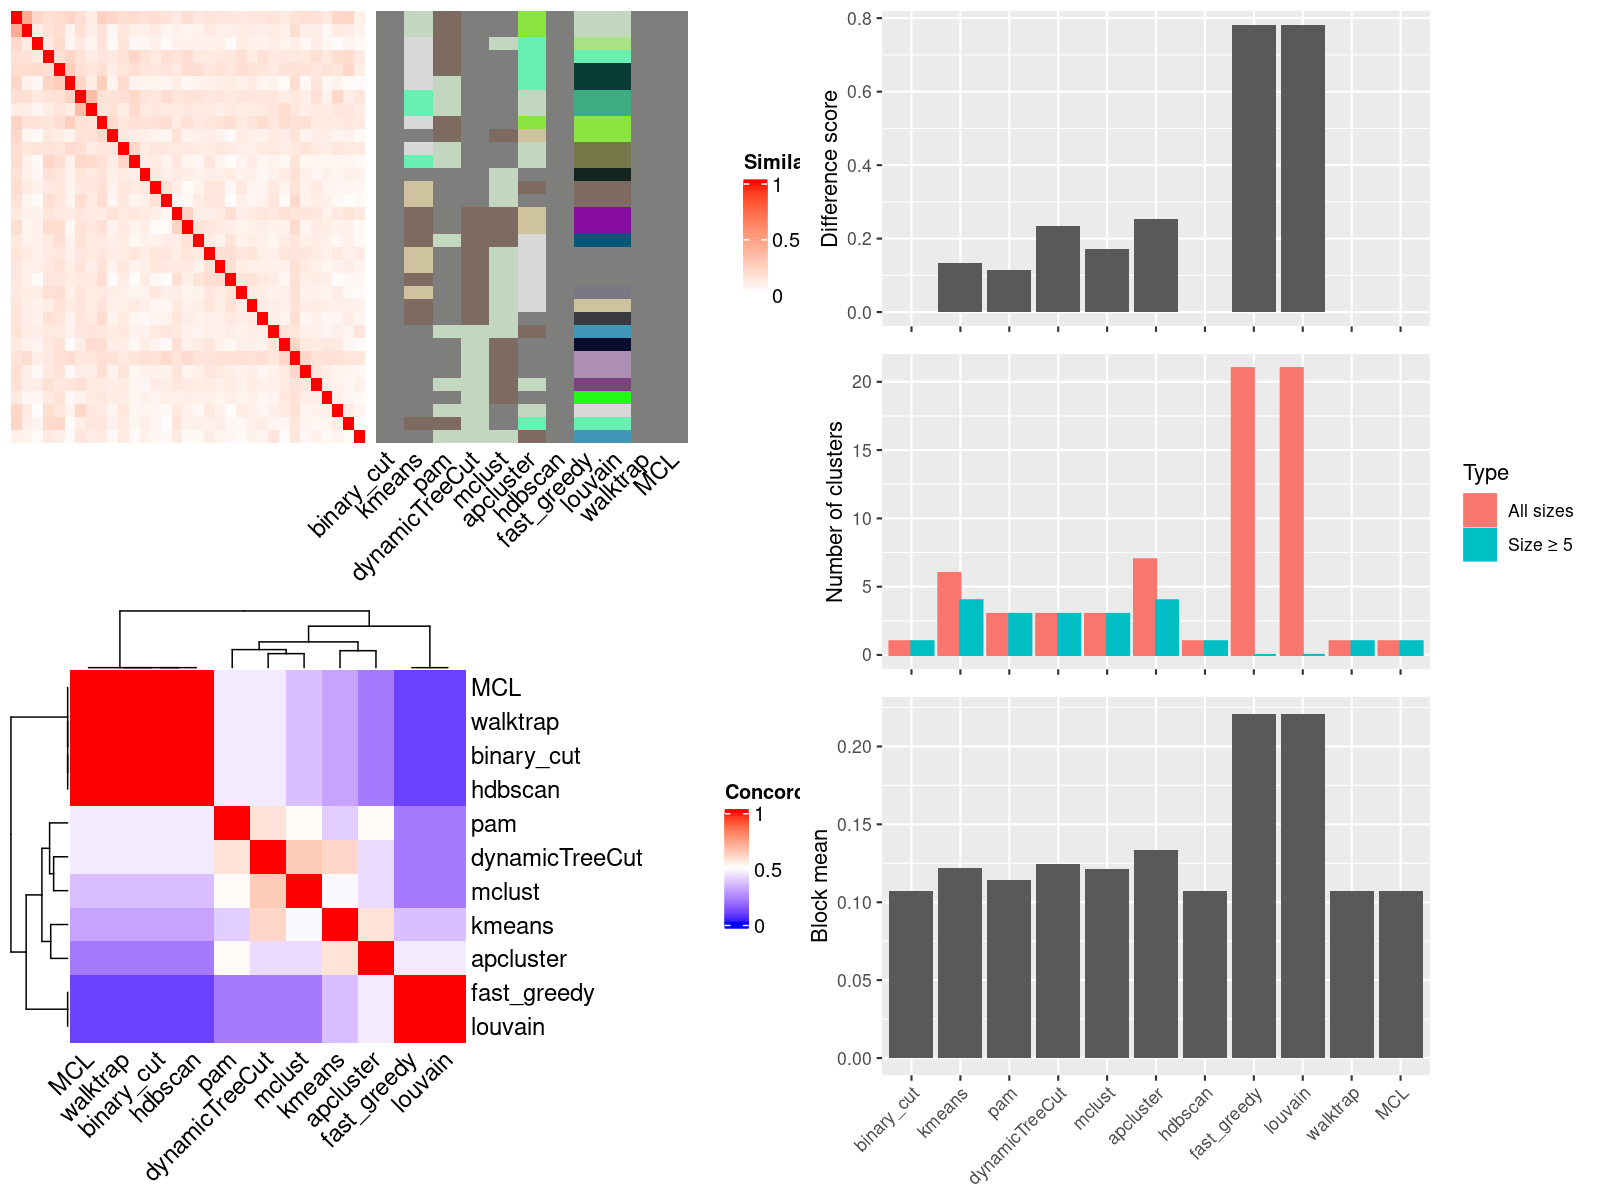 Simila
1
0.5
0
binary_cut
kmeans
pam
dynamicTreeCut
mclust
apcluster
hdbscan
fast_greedy
louvain
walktrap
MCL
MCL
walktrap
binary_cut
hdbscan
pam
dynamicTreeCut
mclust
kmeans
apcluster
fast_greedy
louvain
MCL
walktrap
binary_cut
hdbscan
pam
dynamicTreeCut
mclust
kmeans
apcluster
fast_greedy
louvain
Concord
1
0.5
0
Difference score
0.8
0.6
0.4
0.2
0.0
Number of clusters
20
15
10
5
0
Type
All sizes
Size ≥ 5
Block mean
0.20
0.15
0.10
0.05
0.00
binary_cut
kmeans
pam
dynamicTreeCut
mclust
apcluster
hdbscan
fast_greedy
louvain
walktrap
MCL